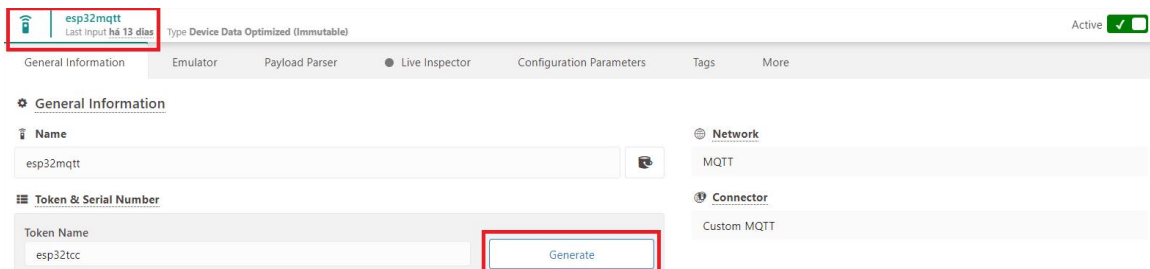 esp32mqtt
Last Input há 13 dias Type Device Data Optimized (Immutable) Active
General Information Emulator Payload Parser Live Inspector Configuration Parameters Tags More
General Information
Name Network
esp32mqtt MQTT
Token & Serial Number Connector
Token Name Custom MQTT
esp32tcc Generate